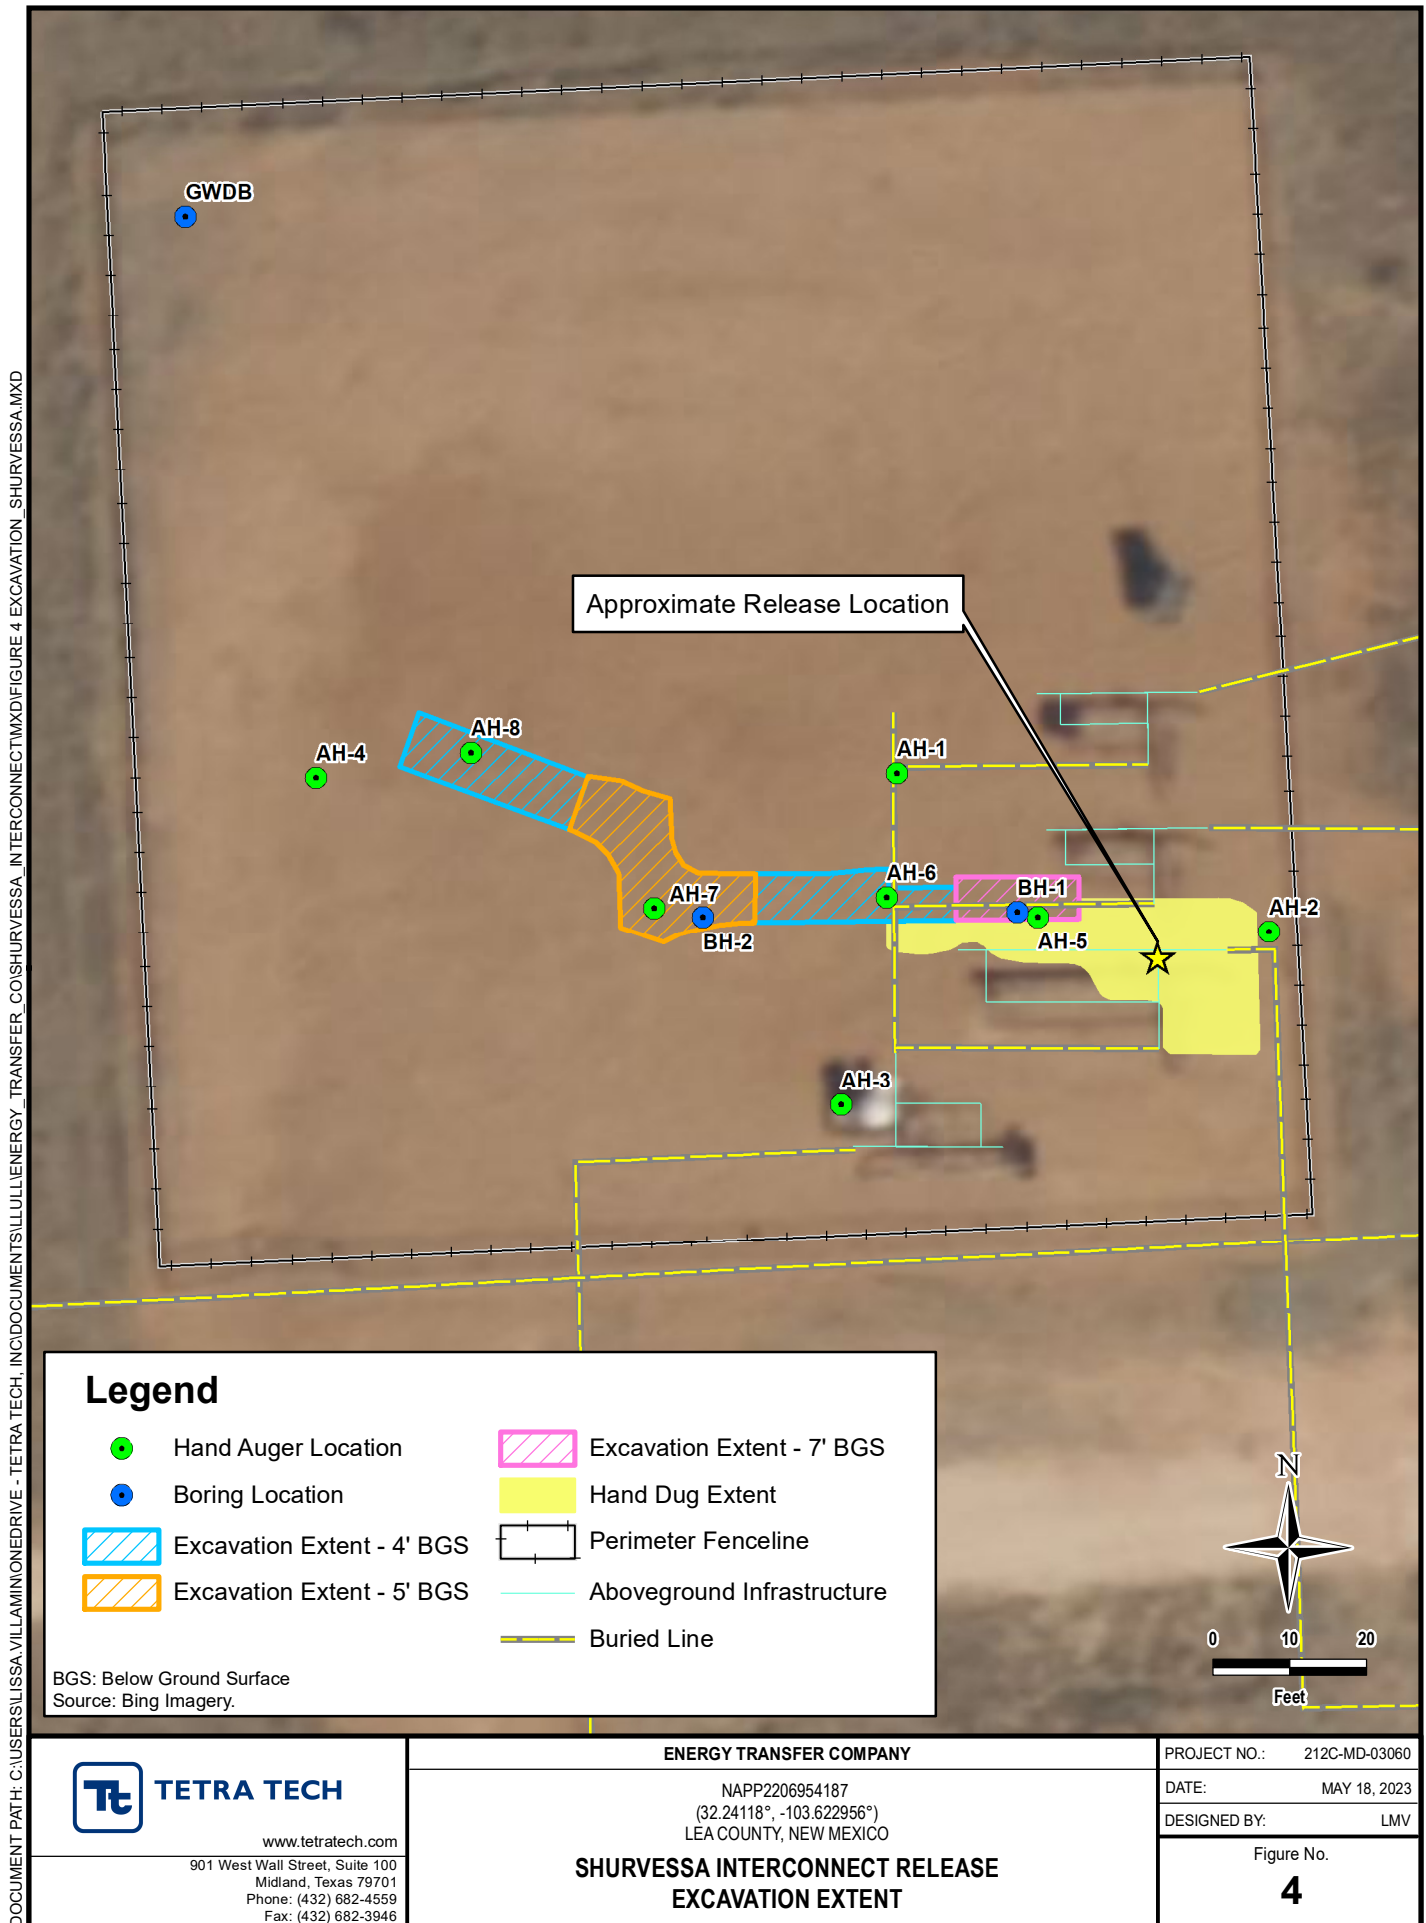 GWDB
Approximate Release Location
AH-8
AH-4
AH-1
AH-6
BH-1
AH-7
AH-2
BH-2
AH-5
AH-3
Legend
Hand Auger Location
Boring Location
Excavation Extent - 4' BGS
Excavation Extent - 5' BGS
Excavation Extent - 7' BGS
Hand Dug Extent
Perimeter Fenceline
Aboveground Infrastructure
Buried Line
BGS: Below Ground Surface
Source: Bing Imagery.
N
0 10 20
Feet
DOCUMENT PATH: C:\USERS\LISSA.VILLAMIN\ONEDRIVE - TETRA TECH, INC\DOCUMENTS\LLULL\ENERGY_TRANSFER_CO\SHURVESSA_INTERCONNECT\MXD\FIGURE 4 EXCAVATION_SHURVESSA.MXD
Tt TETRA TECH
www.tetratech.com
901 West Wall Street, Suite 100
Midland, Texas 79701
Phone: (432) 682-4559
Fax: (432) 682-3946
ENERGY TRANSFER COMPANY
NAPP2206954187
(32.24118°, -103.622956°)
LEA COUNTY, NEW MEXICO
SHURVESSA INTERCONNECT RELEASE
EXCAVATION EXTENT
PROJECT NO.: 212C-MD-03060
DATE: MAY 18, 2023
DESIGNED BY: LMV
Figure No.
4